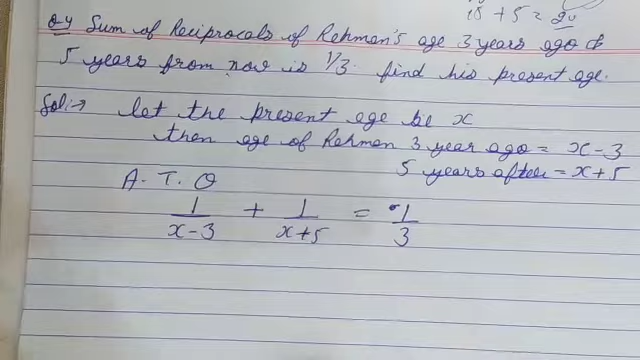 18 + 5 = 20
Q4 Sum of Reciprocals of Rehman's age 3 years ago &
5 years from now is 1/3. find his present age.
Sol:→ let the present age be x
then age of Rehman 3 year ago = x-3
5 years after = x+5
A.T.Q
1/(x-3) + 1/(x+5) = 1/3